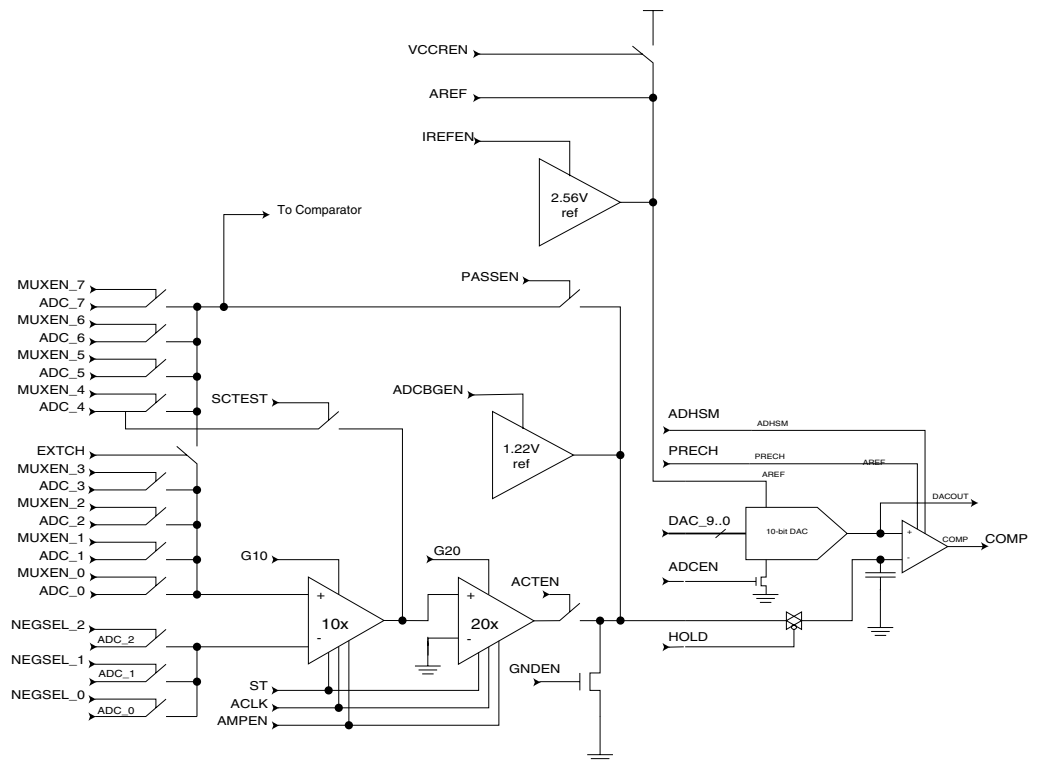 VCCREN
AREF
IREFEN
2.56V
ref
To Comparator
PASSEN
MUXEN_7
ADC_7
MUXEN_6
ADC_6
MUXEN_5
ADC_5
MUXEN_4
ADC_4
SCTEST
ADCBGEN
1.22V
ref
EXTCH
MUXEN_3
ADC_3
MUXEN_2
ADC_2
MUXEN_1
ADC_1
MUXEN_0
ADC_0
NEGSEL_2
ADC_2
NEGSEL_1
ADC_1
NEGSEL_0
ADC_0
G10
+
10x
-
G20
+
20x
-
ACTEN
ST
ACLK
AMPEN
GNDEN
ADHSM
ADHSM
PRECH
PRECH
AREF
AREF
DACOUT
DAC_9..0
10-bit DAC
+
-
COMP
COMP
ADCEN
HOLD